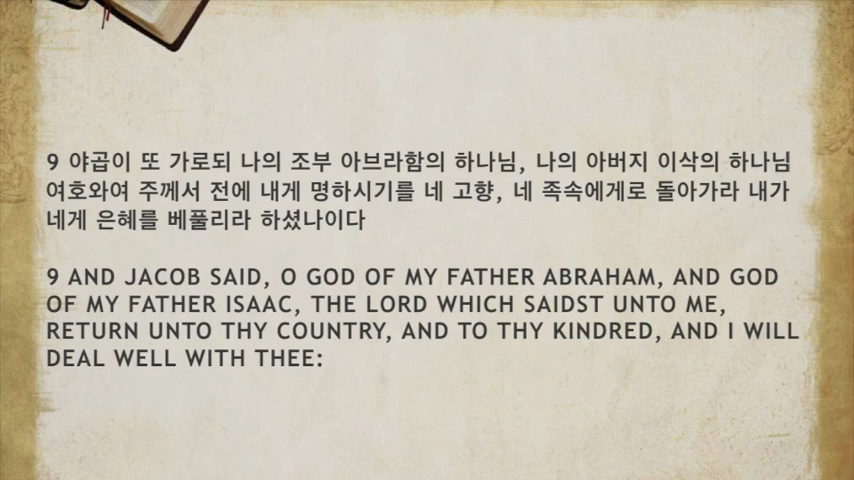 9 야곱이 또 가로되 나의 조부 아브라함의 하나님, 나의 아버지 이삭의 하나님
여호와여 주께서 전에 내게 명하시기를 네 고향, 네 족속에게로 돌아가라 내가
네게 은혜를 베풀리라 하셨나이다
9 AND JACOB SAID, O GOD OF MY FATHER ABRAHAM, AND GOD
OF MY FATHER ISAAC, THE LORD WHICH SAIDST UNTO ME,
RETURN UNTO THY COUNTRY, AND TO THY KINDRED, AND I WILL
DEAL WELL WITH THEE: